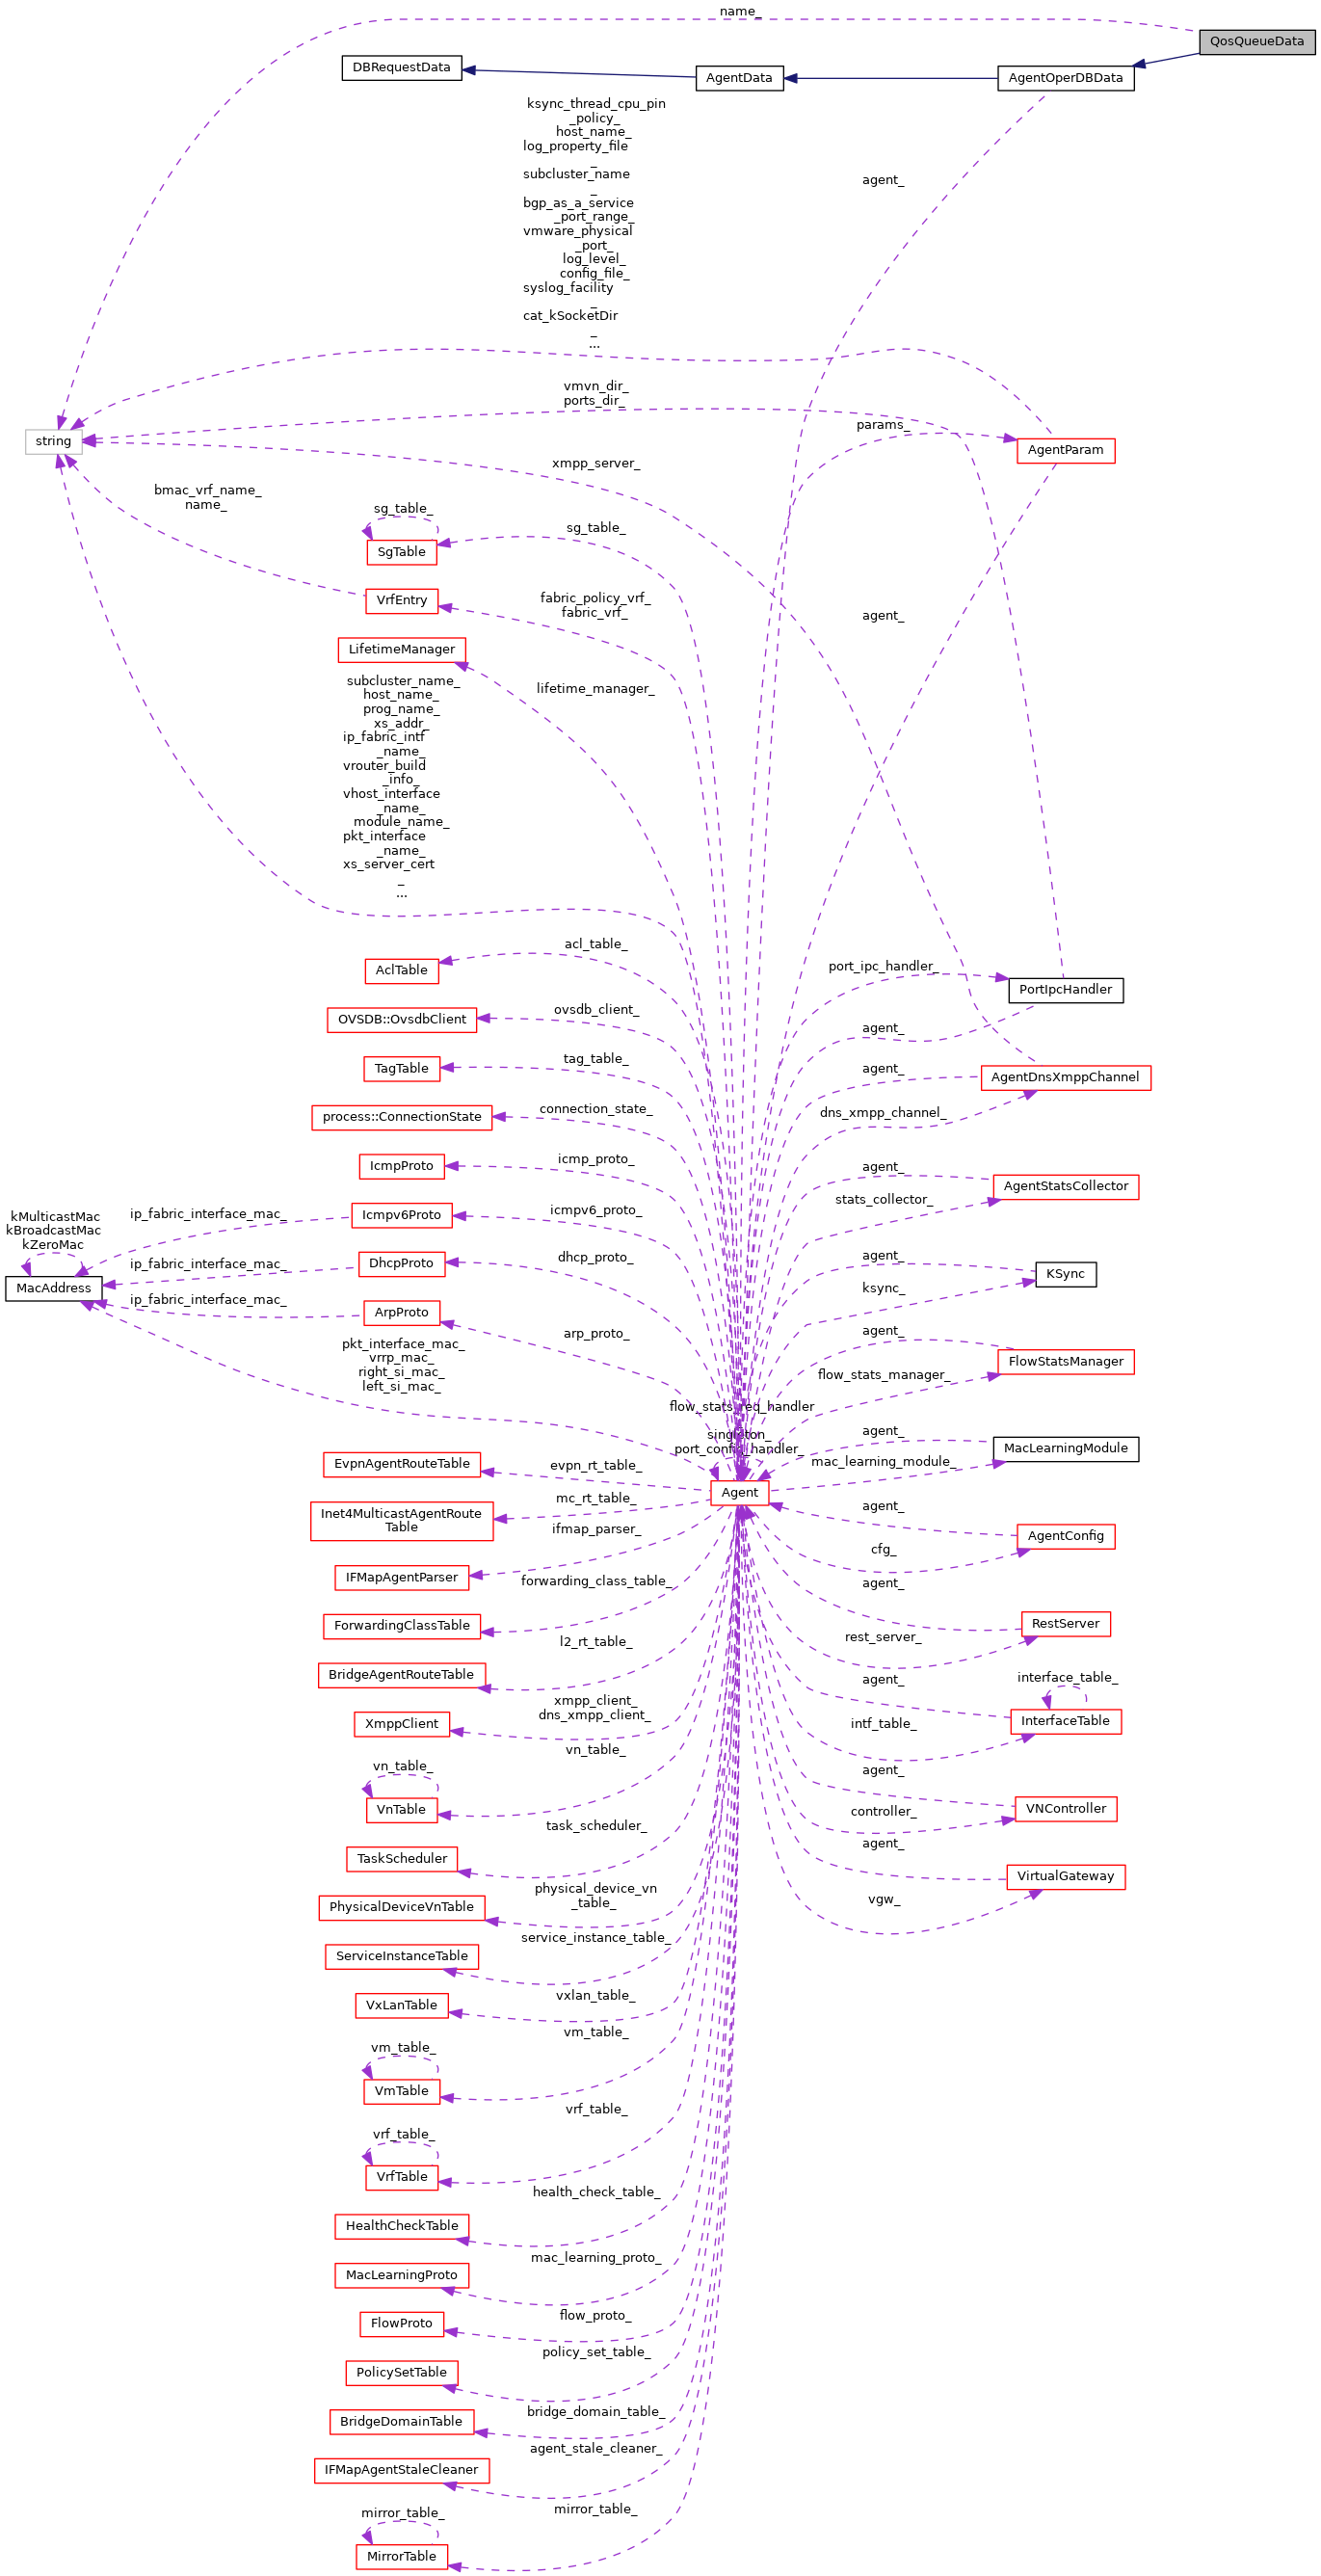 name_
QosQueueData
DBRequestData
AgentData
AgentOperDBData
ksync_thread_cpu_pin
_policy_
host_name_
log_property_file
_
subcluster_name
_
bgp_as_a_service
_port_range_
vmware_physical
_port_
log_level_
config_file_
syslog_facility
_
cat_kSocketDir
_
...
agent_
vmvn_dir_
ports_dir_
params_
string
AgentParam
xmpp_server_
bmac_vrf_name_
name_
sg_table_
sg_table_
SgTable
fabric_policy_vrf_
fabric_vrf_
VrfEntry
agent_
LifetimeManager
lifetime_manager_
subcluster_name_
host_name_
prog_name_
xs_addr_
ip_fabric_intf
_name_
vrouter_build
_info_
vhost_interface
_name_
module_name_
pkt_interface
_name_
xs_server_cert
_
...
acl_table_
AclTable
port_ipc_handler_
PortIpcHandler
ovsdb_client_
OVSDB::OvsdbClient
agent_
tag_table_
TagTable
agent_
AgentDnsXmppChannel
connection_state_
process::ConnectionState
dns_xmpp_channel_
icmp_proto_
IcmpProto
agent_
AgentStatsCollector
stats_collector_
kMulticastMac
kBroadcastMac
kZeroMac
ip_fabric_interface_mac_
Icmpv6Proto
icmpv6_proto_
MacAddress
ip_fabric_interface_mac_
DhcpProto
dhcp_proto_
agent_
KSync
ksync_
ip_fabric_interface_mac_
ArpProto
arp_proto_
agent_
FlowStatsManager
flow_stats_manager_
pkt_interface_mac_
vrrp_mac_
right_si_mac_
left_si_mac_
flow_stats_req_handler
singleton_
port_config_handler_
agent_
MacLearningModule
mac_learning_module_
EvpnAgentRouteTable
evpn_rt_table_
Agent
Inet4MulticastAgentRoute
Table
mc_rt_table_
agent_
AgentConfig
ifmap_parser_
cfg_
IFMapAgentParser
forwarding_class_table_
agent_
ForwardingClassTable
RestServer
l2_rt_table_
rest_server_
BridgeAgentRouteTable
agent_
interface_table_
InterfaceTable
xmpp_client_
dns_xmpp_client_
XmppClient
intf_table_
vn_table_
vn_table_
VnTable
agent_
VNController
controller_
task_scheduler_
TaskScheduler
agent_
VirtualGateway
vgw_
physical_device_vn
_table_
PhysicalDeviceVnTable
service_instance_table_
ServiceInstanceTable
vxlan_table_
VxLanTable
vm_table_
vm_table_
VmTable
vrf_table_
vrf_table_
VrfTable
health_check_table_
HealthCheckTable
mac_learning_proto_
MacLearningProto
flow_proto_
FlowProto
policy_set_table_
PolicySetTable
bridge_domain_table_
BridgeDomainTable
agent_stale_cleaner_
IFMapAgentStaleCleaner
mirror_table_
mirror_table_
MirrorTable